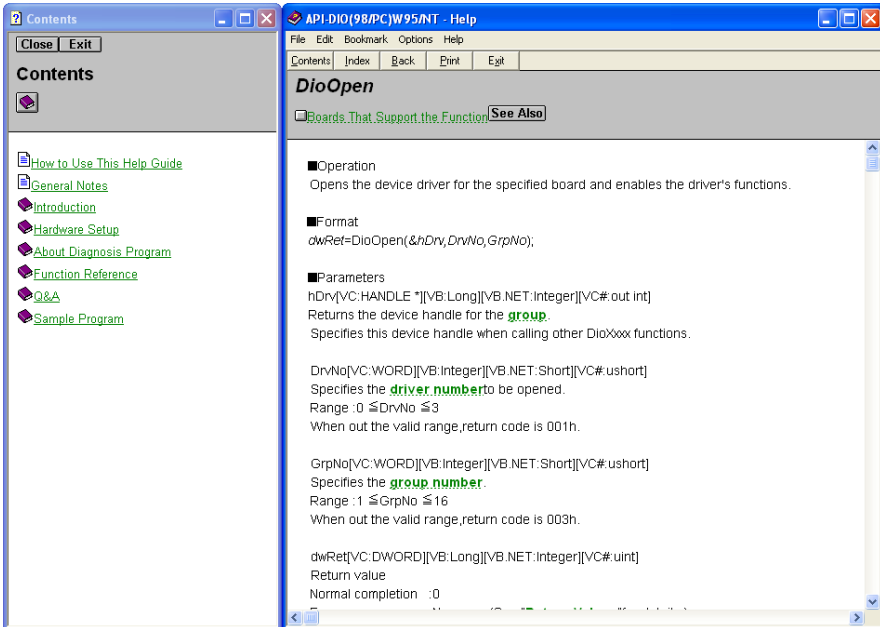 Contents
Close Exit
Contents
How to Use This Help Guide
General Notes
Introduction
Hardware Setup
About Diagnosis Program
Function Reference
Q&A
Sample Program
API-DIO(98/PC)W95/NT - Help
File Edit Bookmark Options Help
Contents Index Back Print Exit
DioOpen
Boards That Support the Function See Also
■Operation
Opens the device driver for the specified board and enables the driver's functions.
■Format
dwRet=DioOpen(&hDrv,DrvNo,GrpNo);
■Parameters
hDrv[VC:HANDLE *][VB:Long][VB.NET:Integer][VC#:out int]
Returns the device handle for the group.
Specifies this device handle when calling other DioXxxx functions.
DrvNo[VC:WORD][VB:Integer][VB.NET:Short][VC#:ushort]
Specifies the driver numberto be opened.
Range :0 ≦DrvNo ≦3
When out the valid range,return code is 001h.
GrpNo[VC:WORD][VB:Integer][VB.NET:Short][VC#:ushort]
Specifies the group number.
Range :1 ≦GrpNo ≦16
When out the valid range,return code is 003h.
dwRet[VC:DWORD][VB:Long][VB.NET:Integer][VC#:uint]
Return value
Normal completion :0